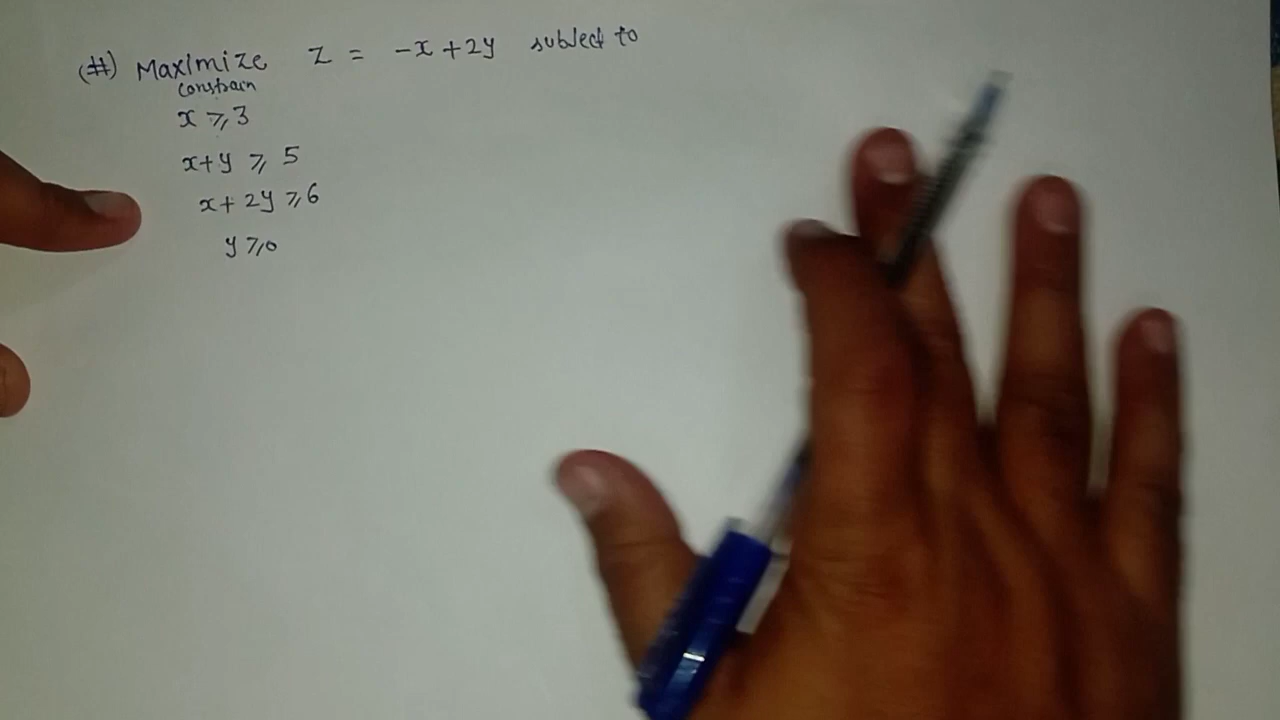 (#) Maximize Z = -x + 2y subject to
constrain
x ≥ 3
x + y ≥ 5
x + 2y ≥ 6
y ≥ 0